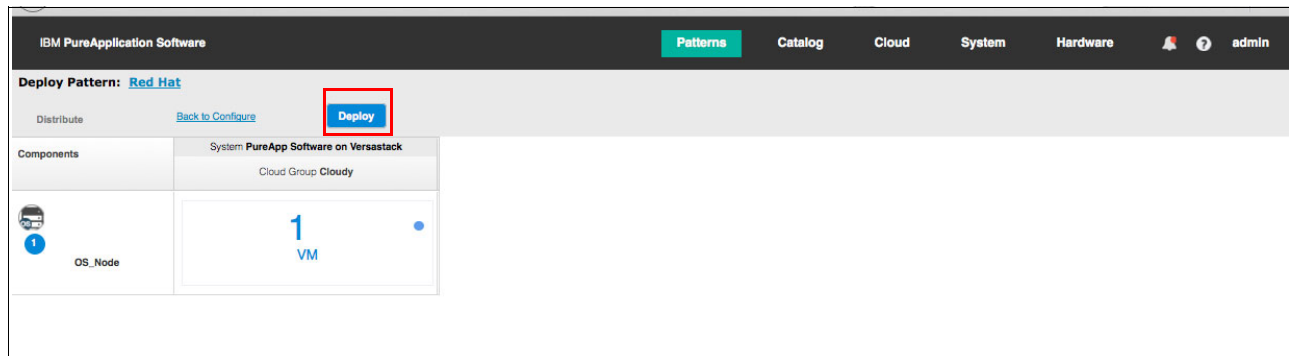 IBM PureApplication Software
Patterns Catalog Cloud System Hardware ? admin
Deploy Pattern: Red Hat
Distribute Back to Configure Deploy
Components
System PureApp Software on Versastack
Cloud Group Cloudy
OS
1
OS_Node
1
VM